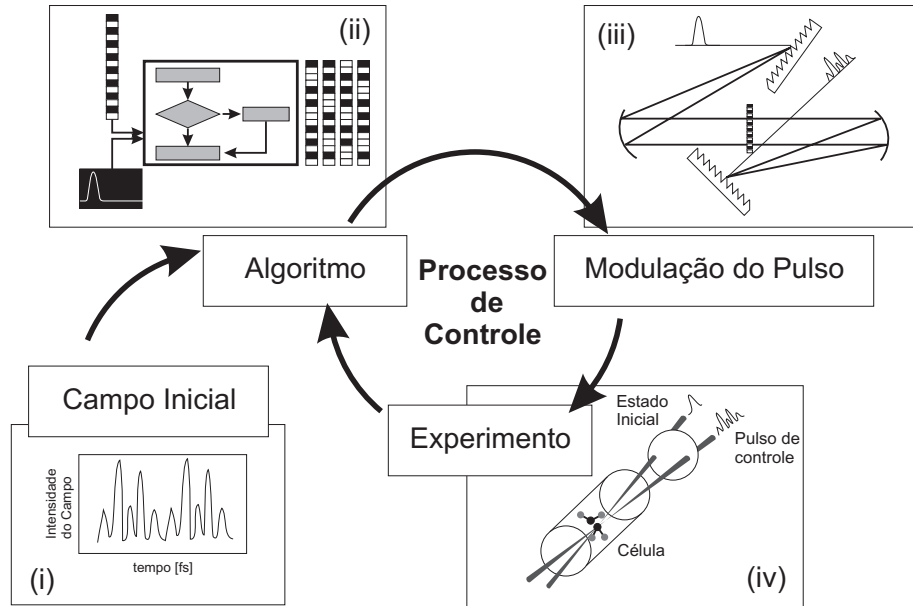 (ii)
(iii)
Algoritmo
Processo
de
Controle
Modulação do Pulso
Campo Inicial
Intensidade
do Campo
tempo [fs]
(i)
Experimento
Estado
Inicial
Pulso de
controle
Célula
(iv)